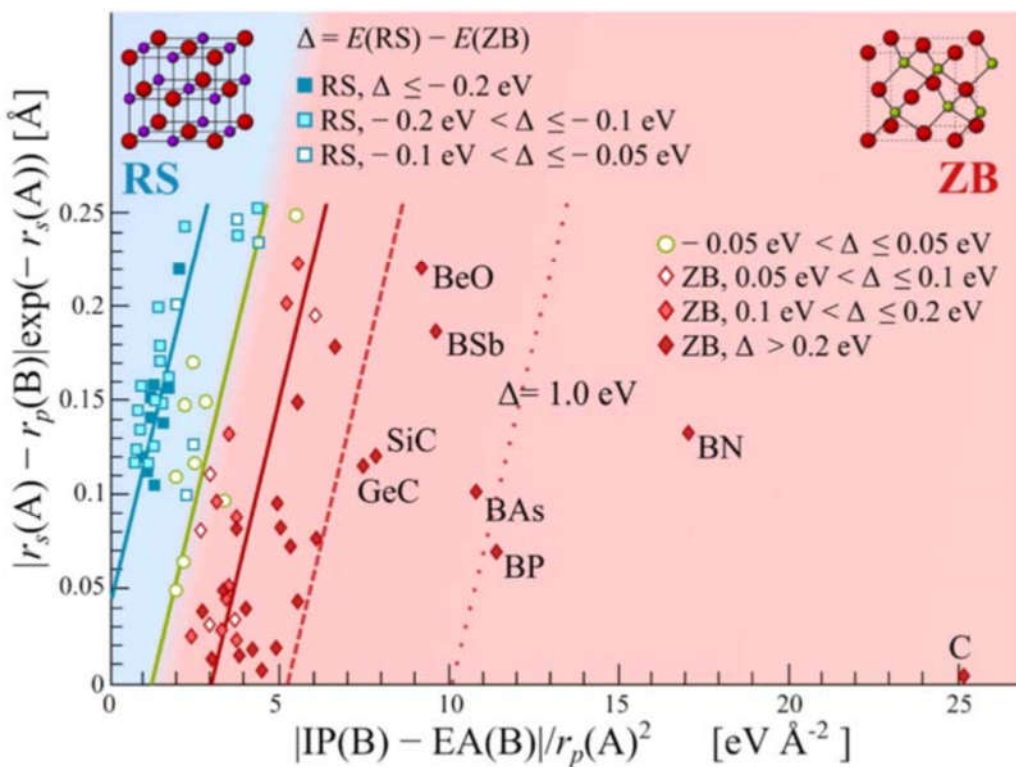 Δ = E(RS) − E(ZB)
RS, Δ ≤ − 0.2 eV
RS, − 0.2 eV < Δ ≤ − 0.1 eV
RS, − 0.1 eV < Δ ≤ − 0.05 eV
RS
ZB
− 0.05 eV < Δ ≤ 0.05 eV
ZB, 0.05 eV < Δ ≤ 0.1 eV
ZB, 0.1 eV < Δ ≤ 0.2 eV
ZB, Δ > 0.2 eV
BeO
BSb
Δ= 1.0 eV
SiC
GeC
BN
BAs
BP
C
|rₛ(A) − rₚ(B)|exp(− rₛ(A)) [Å]
0.25
0.2
0.15
0.1
0.05
0
0 5 10 15 20 25
|IP(B) − EA(B)|/rₚ(A)² [eV Å⁻²]